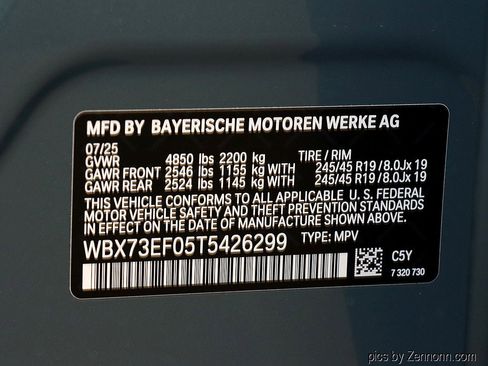 MFD BY BAYERISCHE MOTOREN WERKE AG
07/25
GVWR 4850 lbs 2200 kg TIRE / RIM
GAWR FRONT 2546 lbs 1155 kg WITH 245/45 R19 / 8.0Jx 19
GAWR REAR 2524 lbs 1145 kg WITH 245/45 R19 / 8.0Jx 19
THIS VEHICLE CONFORMS TO ALL APPLICABLE U. S. FEDERAL
MOTOR VEHICLE SAFETY AND THEFT PREVENTION STANDARDS
IN EFFECT ON THE DATE OF MANUFACTURE SHOWN ABOVE.
WBX73EF05T5426299 TYPE: MPV
C5Y
7 320 730
pics by Zennonn.com